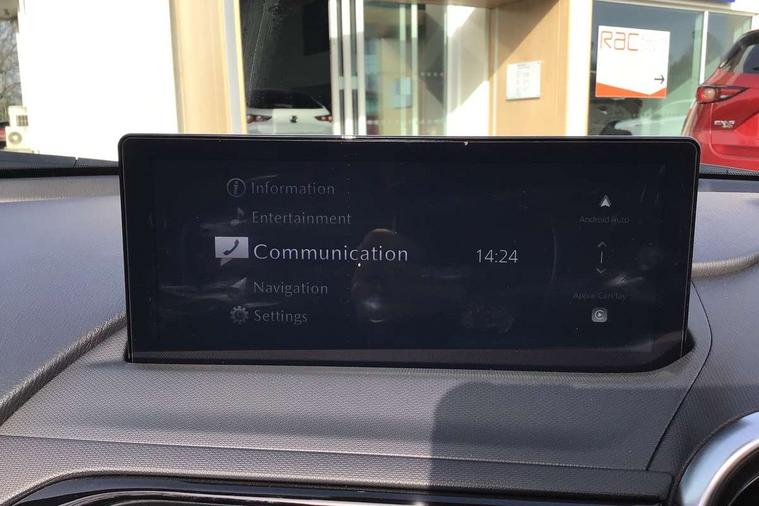 RAC
Information
Entertainment
Communication
14:24
Navigation
Settings
Android Auto
Apple CarPlay